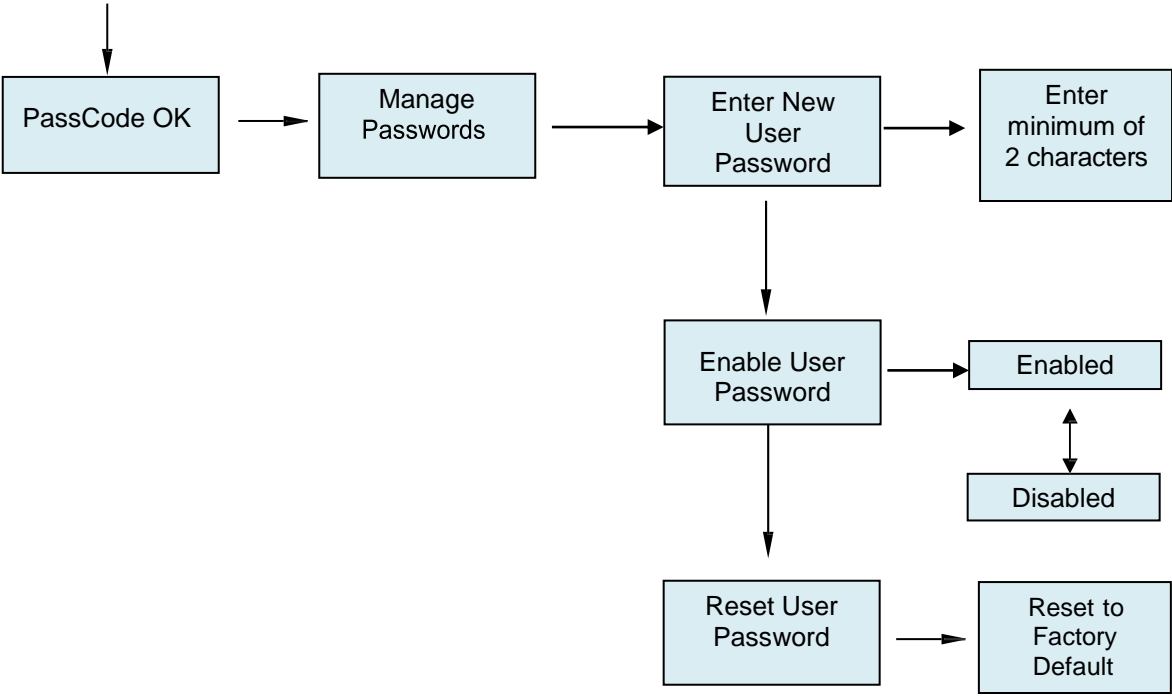 PassCode OK
Manage
Passwords
Enter New
User
Password
Enter
minimum of
2 characters
Enable User
Password
Enabled
Disabled
Reset User
Password
Reset to
Factory
Default